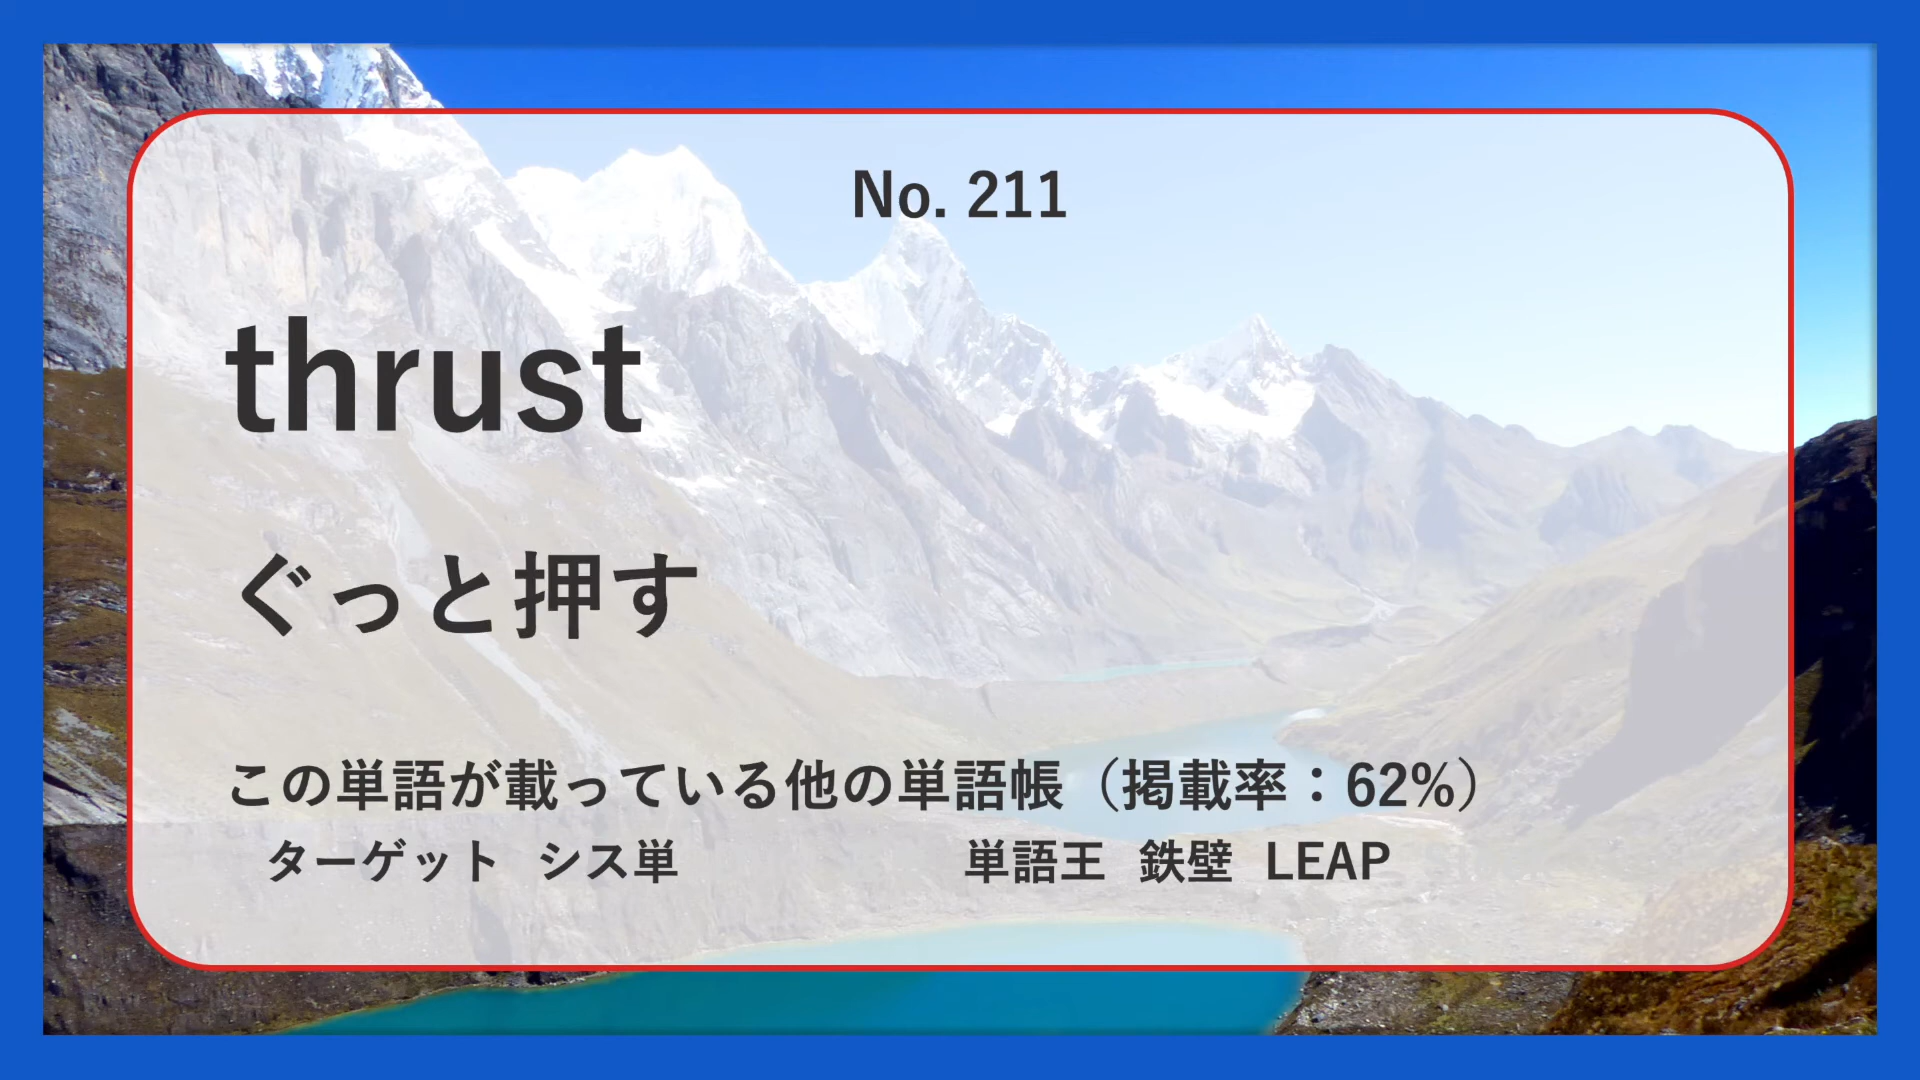 No. 211
thrust
ぐっと押す
この単語が載っている他の単語帳（掲載率：62%）
ターゲット シス単 単語王 鉄壁 LEAP